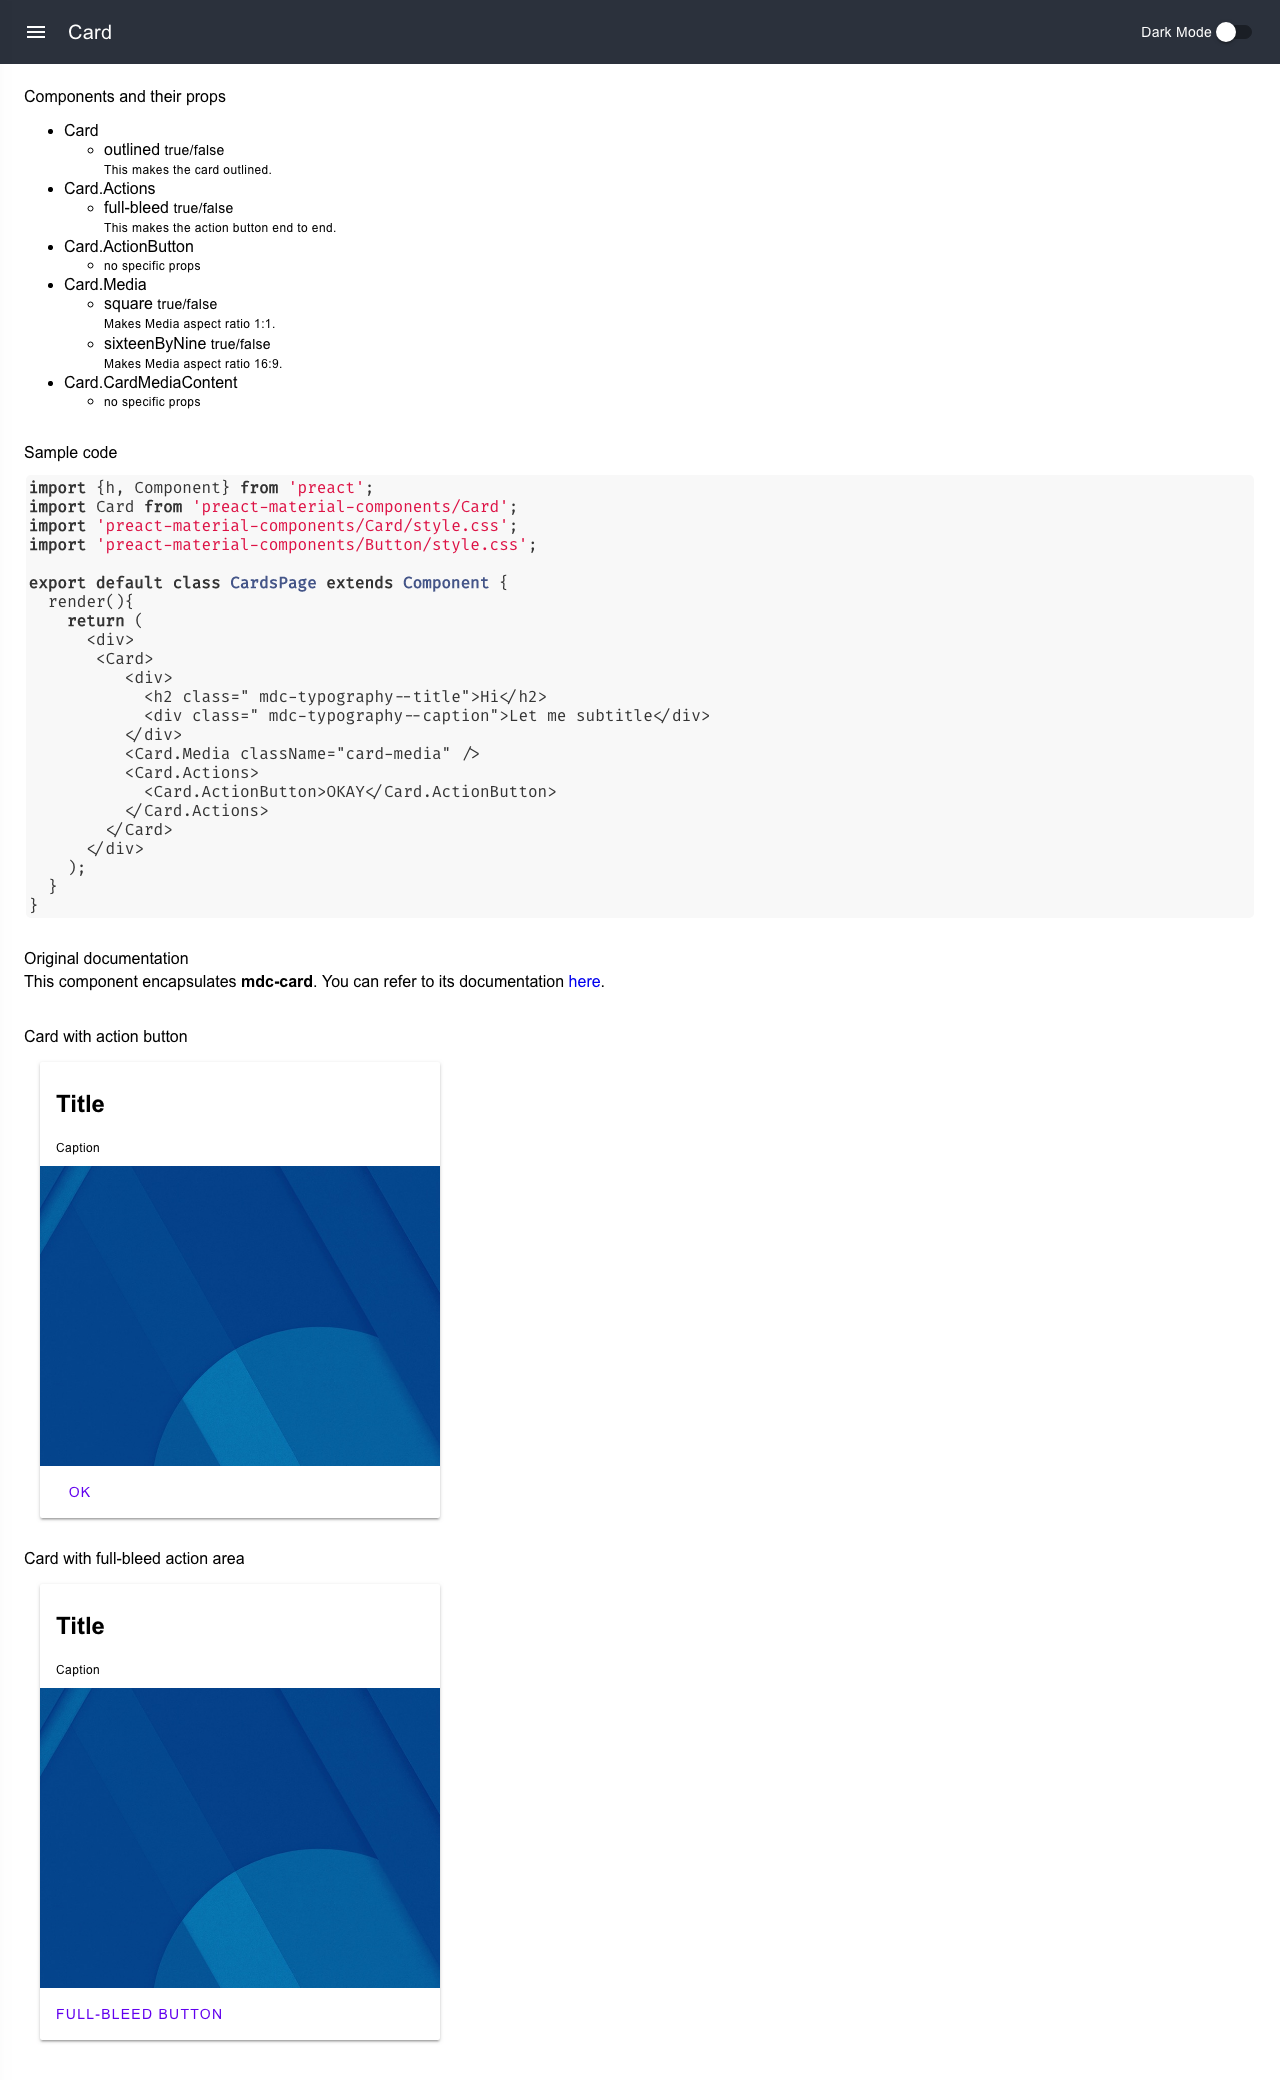 Card
Dark Mode
Components and their props
Card
outlined true/false
This makes the card outlined.
Card.Actions
full-bleed true/false
This makes the action button end to end.
Card.ActionButton
no specific props
Card.Media
square true/false
Makes Media aspect ratio 1:1.
sixteenByNine true/false
Makes Media aspect ratio 16:9.
Card.CardMediaContent
no specific props
Sample code
import {h, Component} from 'preact';
import Card from 'preact-material-components/Card';
import 'preact-material-components/Card/style.css';
import 'preact-material-components/Button/style.css';
export default class CardsPage extends Component {
render(){
return (
<div>
<Card>
<div>
<h2 class=" mdc-typography--title">Hi</h2>
<div class=" mdc-typography--caption">Let me subtitle</div>
</div>
<Card.Media className="card-media" />
<Card.Actions>
<Card.ActionButton>OKAY</Card.ActionButton>
</Card.Actions>
</Card>
</div>
);
}
}
Original documentation
This component encapsulates mdc-card. You can refer to its documentation here.
Card with action button
Title
Caption
OK
Card with full-bleed action area
Title
Caption
FULL-BLEED BUTTON